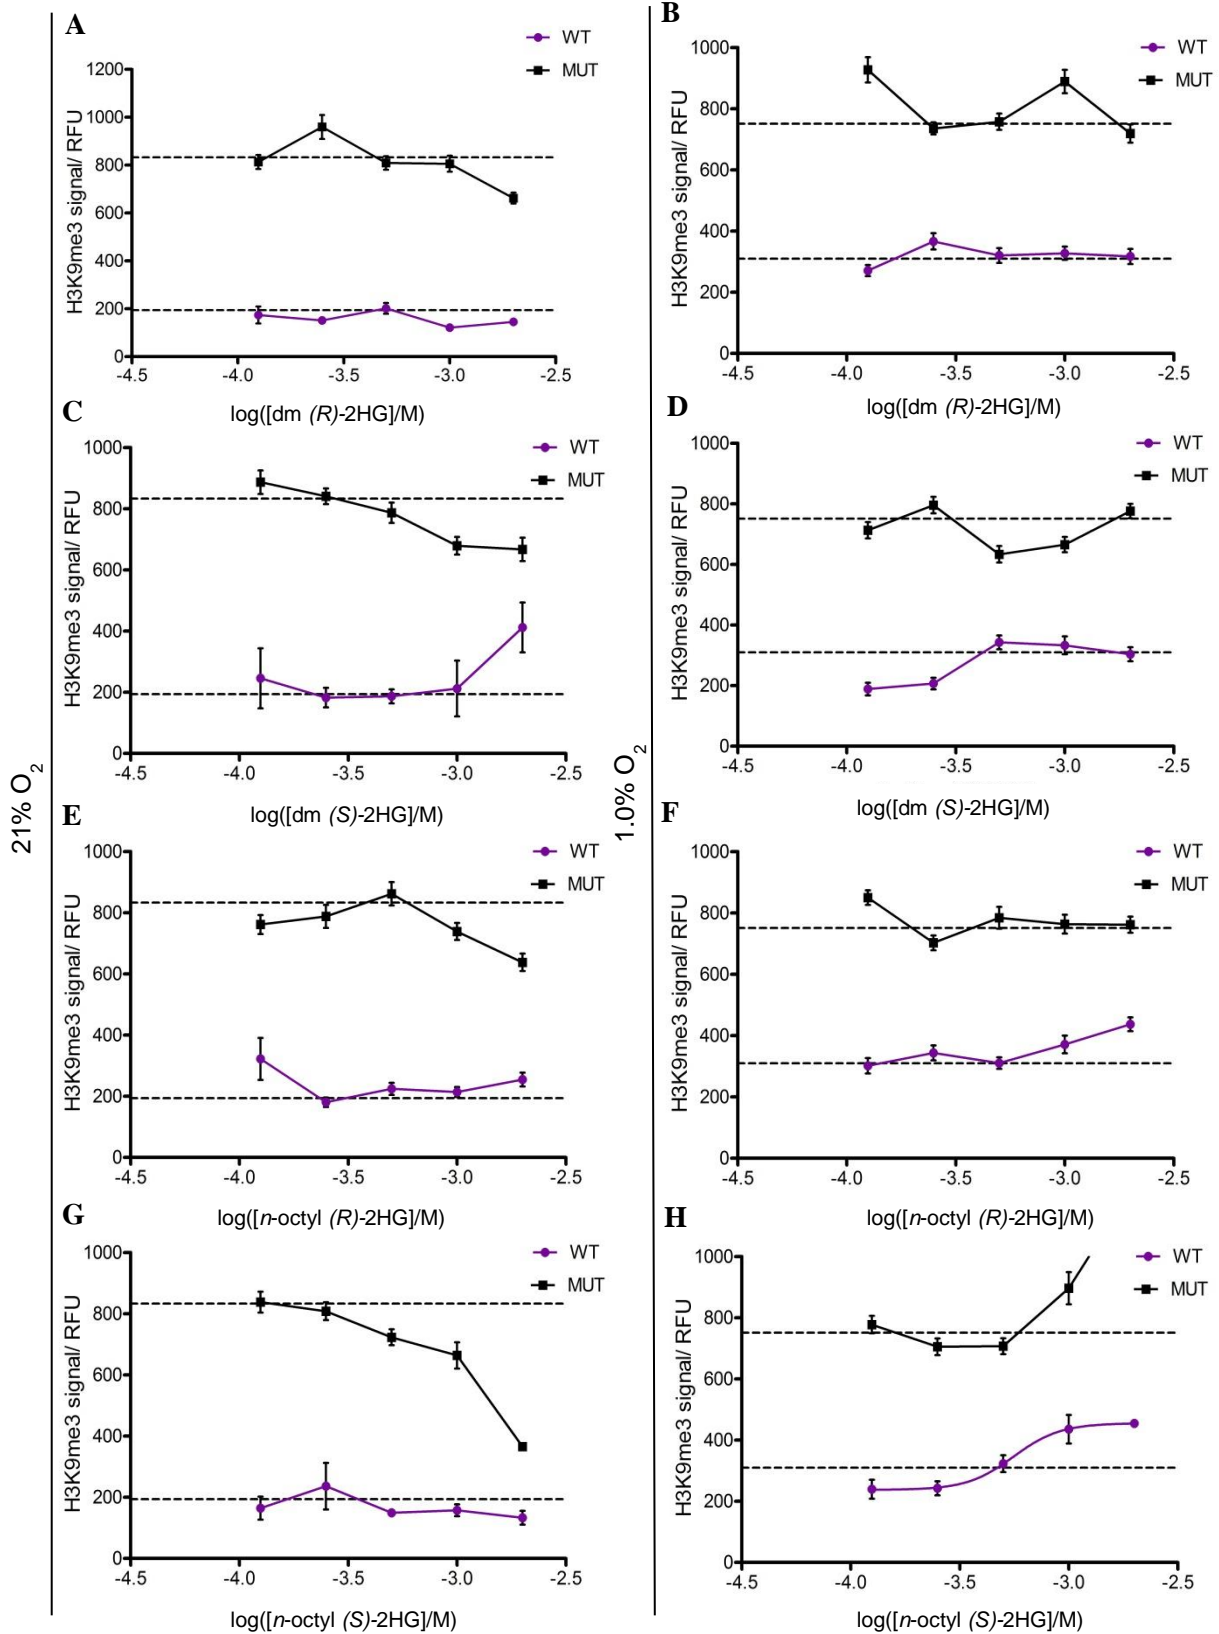 21% O2
A
WT
MUT
H3K9me3 signal/ RFU
1200
1000
800
600
400
200
0
-4.5 -4.0 -3.5 -3.0 -2.5
log([dm (R)-2HG]/M)
C
WT
MUT
H3K9me3 signal/ RFU
1000
800
600
400
200
0
-4.5 -4.0 -3.5 -3.0 -2.5
log([dm (S)-2HG]/M)
E
WT
MUT
H3K9me3 signal/ RFU
1000
800
600
400
200
0
-4.5 -4.0 -3.5 -3.0 -2.5
log([n-octyl (R)-2HG]/M)
G
WT
MUT
H3K9me3 signal/ RFU
1000
800
600
400
200
0
-4.5 -4.0 -3.5 -3.0 -2.5
log([n-octyl (S)-2HG]/M)
1.0% O2
B
WT
MUT
H3K9me3 signal/ RFU
1000
800
600
400
200
0
-4.5 -4.0 -3.5 -3.0 -2.5
log([dm (R)-2HG]/M)
D
WT
MUT
H3K9me3 signal/ RFU
1000
800
600
400
200
0
-4.5 -4.0 -3.5 -3.0 -2.5
log([dm (S)-2HG]/M)
F
WT
MUT
H3K9me3 signal/ RFU
1000
800
600
400
200
0
-4.5 -4.0 -3.5 -3.0 -2.5
log([n-octyl (R)-2HG]/M)
H
WT
MUT
H3K9me3 signal/ RFU
1000
800
600
400
200
0
-4.5 -4.0 -3.5 -3.0 -2.5
log([n-octyl (S)-2HG]/M)